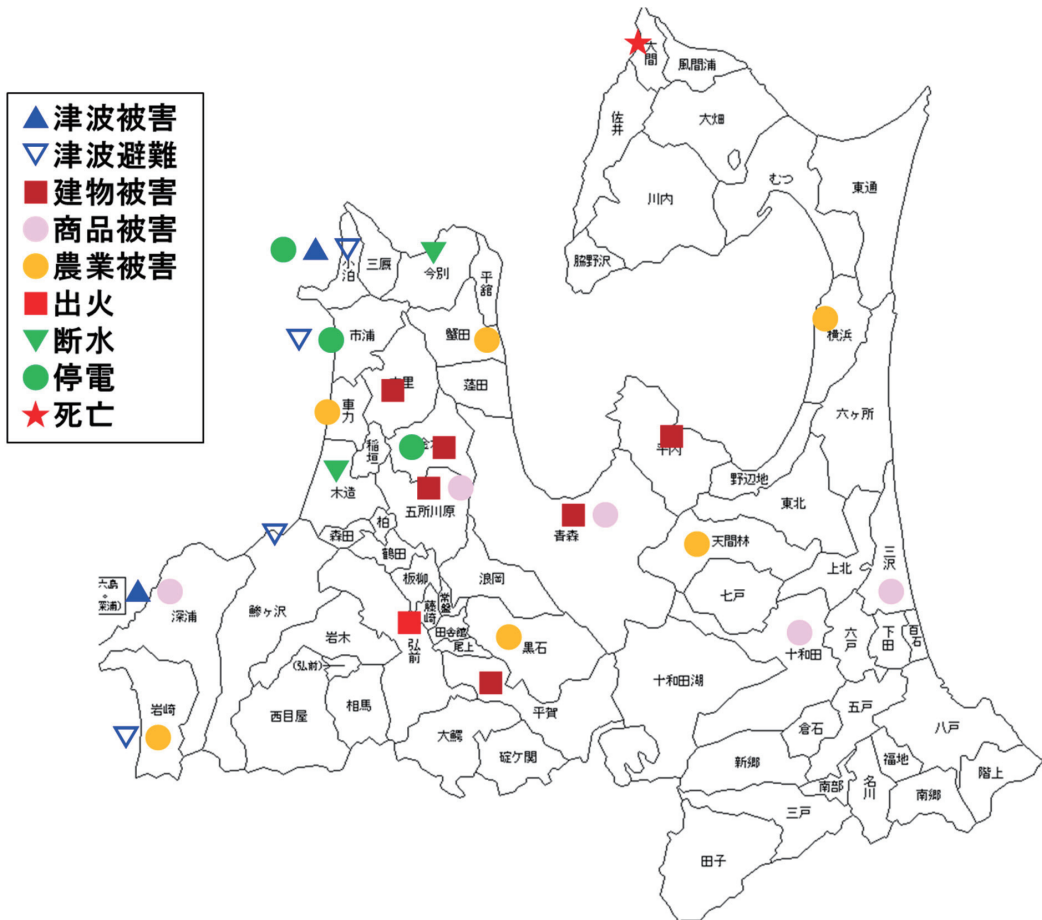 津波被害
津波避難
建物被害
商品被害
農業被害
出火
断水
停電
死亡
大間
風間浦
佐井
大畑
むつ
東通
川内
脇野沢
小泊
三厩
今別
平舘
市浦
蟹田
横浜
里
蓬田
車力
六ヶ所
稲垣
金木
平内
野辺地
木造
五所川原
東北
柏
青森
森田
天間林
鶴田
三沢
板柳
浪岡
上北
七戸
深浦
鰺ヶ沢
常盤
藤崎
岩木
田舎館
弘前
尾上
黒石
十和田
六戸
下田
百石
(弘前)
十和田湖
岩崎
西目屋
相馬
平賀
五戸
大鰐
倉石
八戸
碇ケ関
新郷
福地
階上
南部
名川
南郷
三戸
田子
深浦)